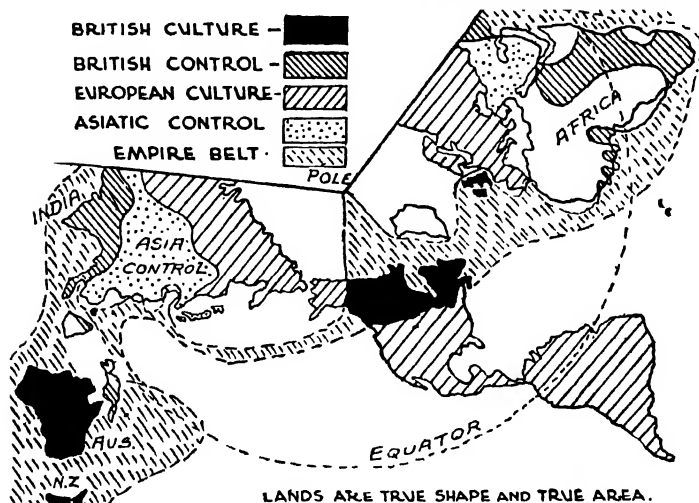 BRITISH CULTURE -
BRITISH CONTROL -
EUROPEAN CULTURE -
ASIATIC CONTROL
EMPIRE BELT .
POLE
AFRICA
INDIA
ASIA
CONTROL
AUS.
N.Z
EQUATOR
LANDS ARE TRUE SHAPE AND TRUE AREA.